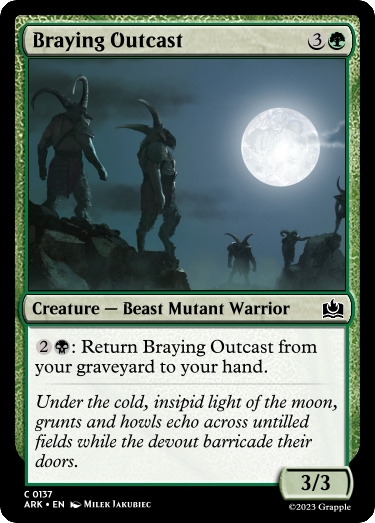 Braying Outcast 3
Creature — Beast Mutant Warrior
2: Return Braying Outcast from
your graveyard to your hand.
Under the cold, insipid light of the moon,
grunts and howls echo across untilled
fields while the devout barricade their
doors.
3/3
C 0137
ARK • EN Milek Jakubiec
©2023 Grapple